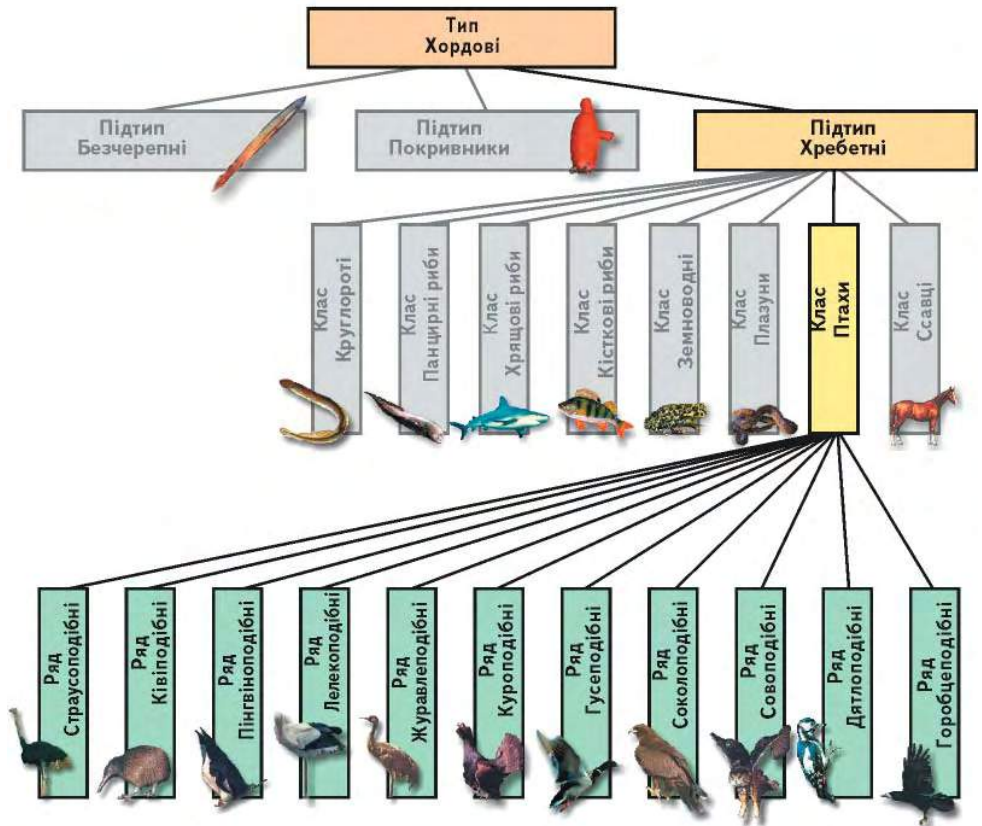 Тип
Хордові
Підтип
Безчерепні
Підтип
Покривники
Підтип
Хребетні
Клас
Круглороті
Клас
Панцирні риби
Клас
Хрящові риби
Клас
Кісткові риби
Клас
Земноводні
Клас
Плазуни
Клас
Птахи
Клас
Ссавці
Ряд
Страусоподібні
Ряд
Ківіподібні
Ряд
Пінгвіноподібні
Ряд
Лелекоподібні
Ряд
Журавлеподібні
Ряд
Куроподібні
Ряд
Гусеподібні
Ряд
Соколоподібні
Ряд
Совоподібні
Ряд
Дятлоподібні
Ряд
Горобцеподібні